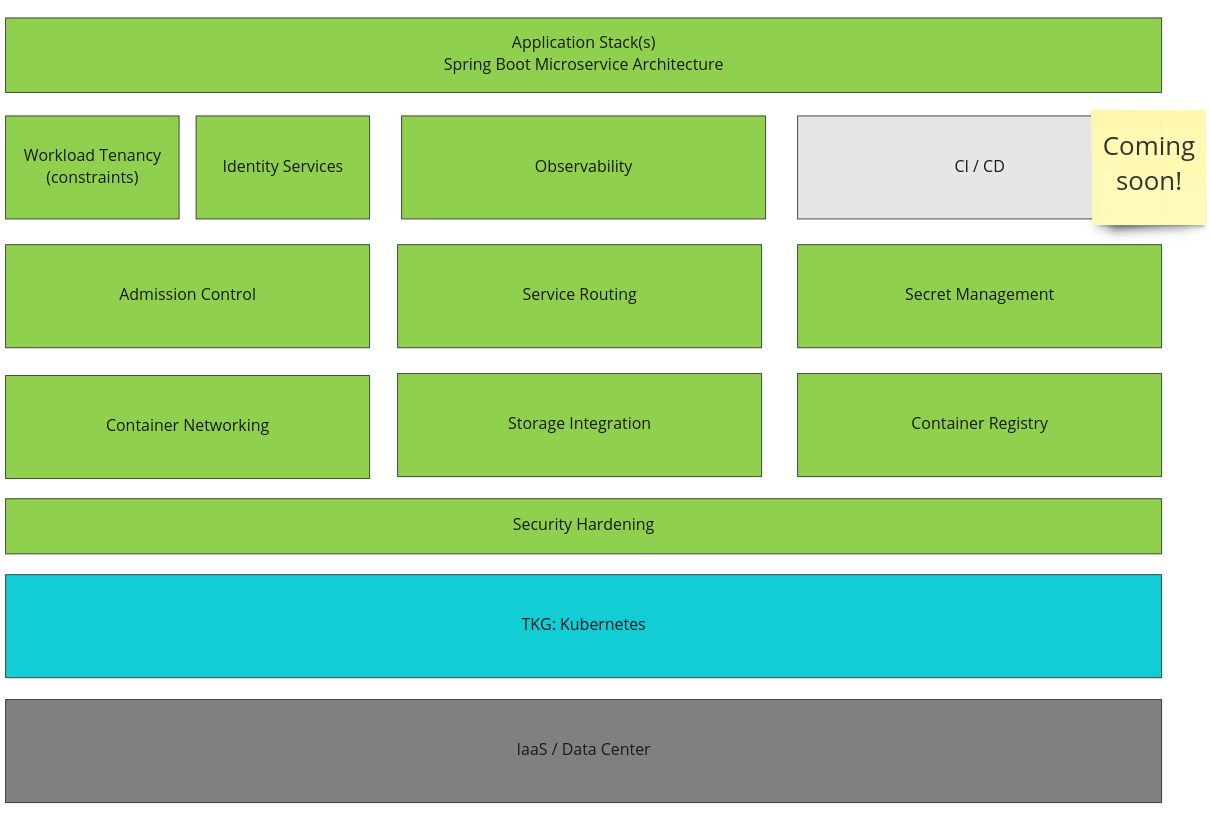 Application Stack(s)
Spring Boot Microservice Architecture
Workload Tenancy
(constraints)
Identity Services
Observability
CI / CD
Coming
soon!
Admission Control
Service Routing
Secret Management
Container Networking
Storage Integration
Container Registry
Security Hardening
TKG: Kubernetes
IaaS / Data Center